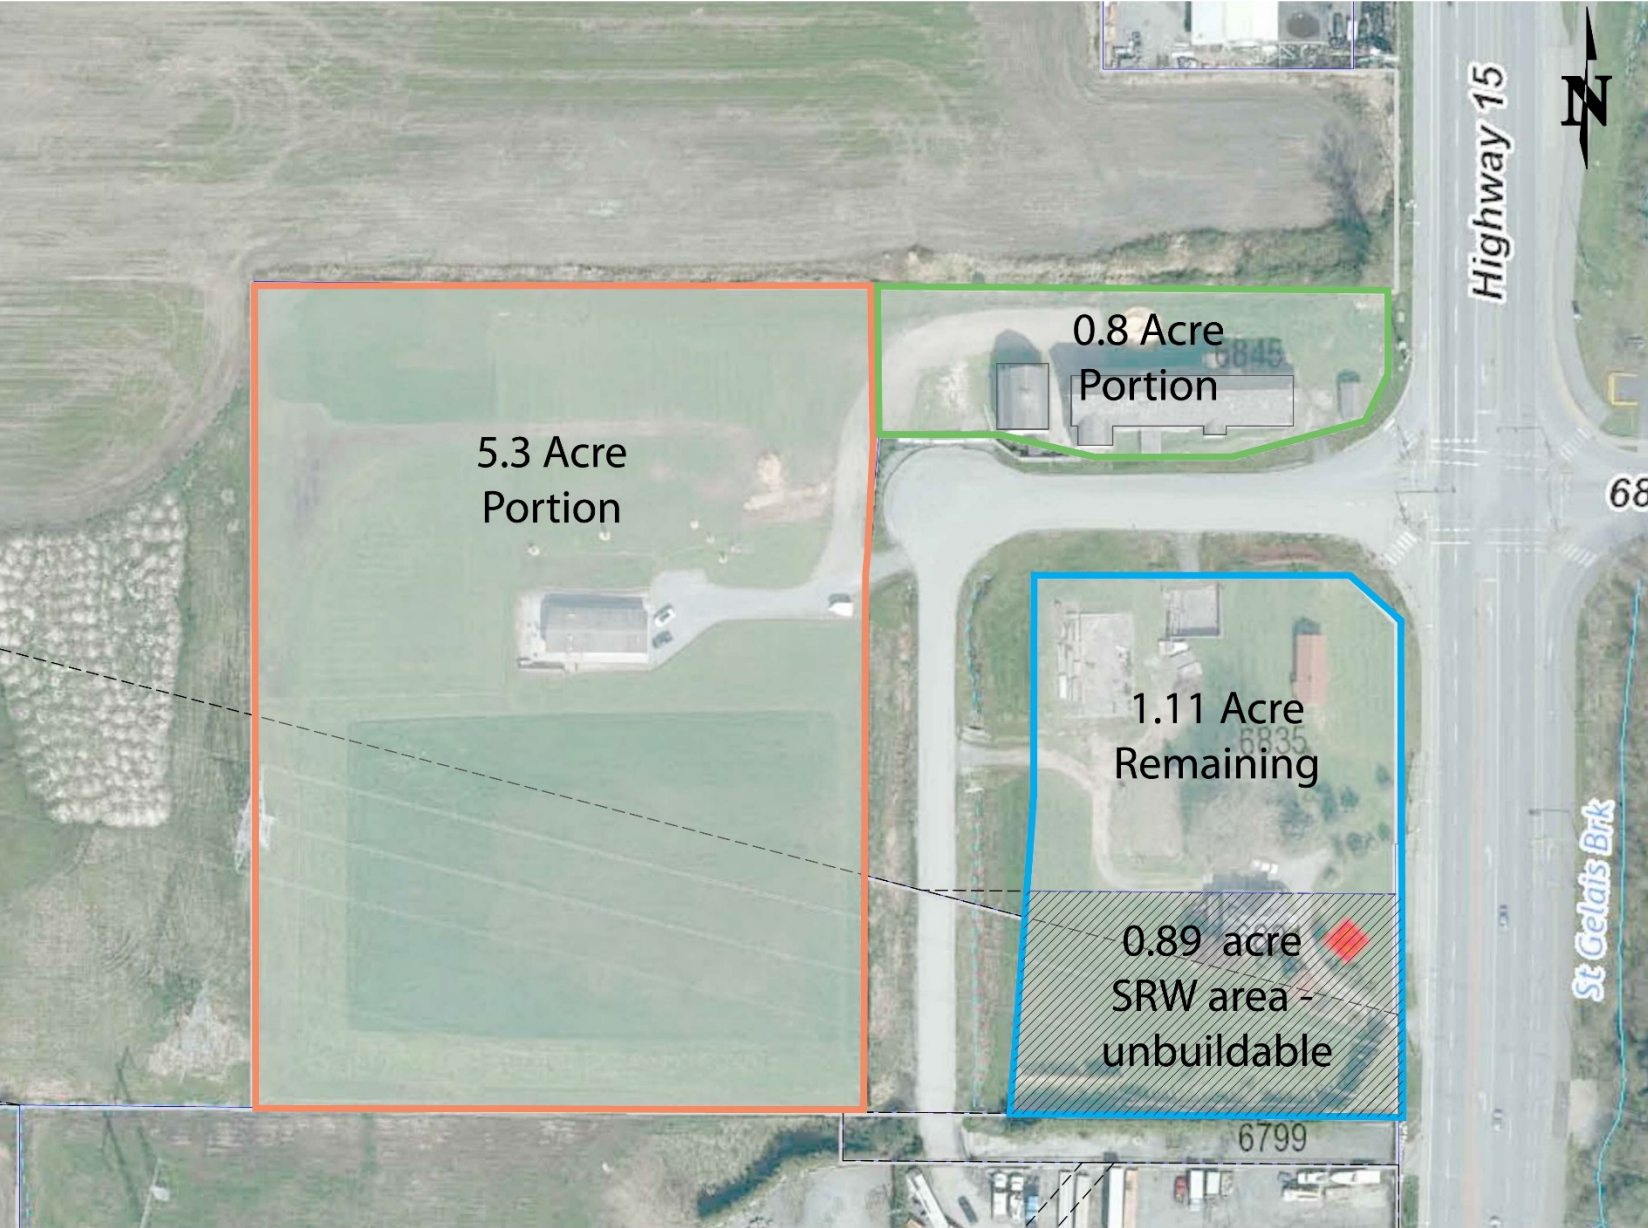 N
Highway 15
0.8 Acre
6845
Portion
5.3 Acre
Portion
68
1.11 Acre
6835
Remaining
0.89 acre
SRW area -
unbuildable
St Gelais Brk
6799